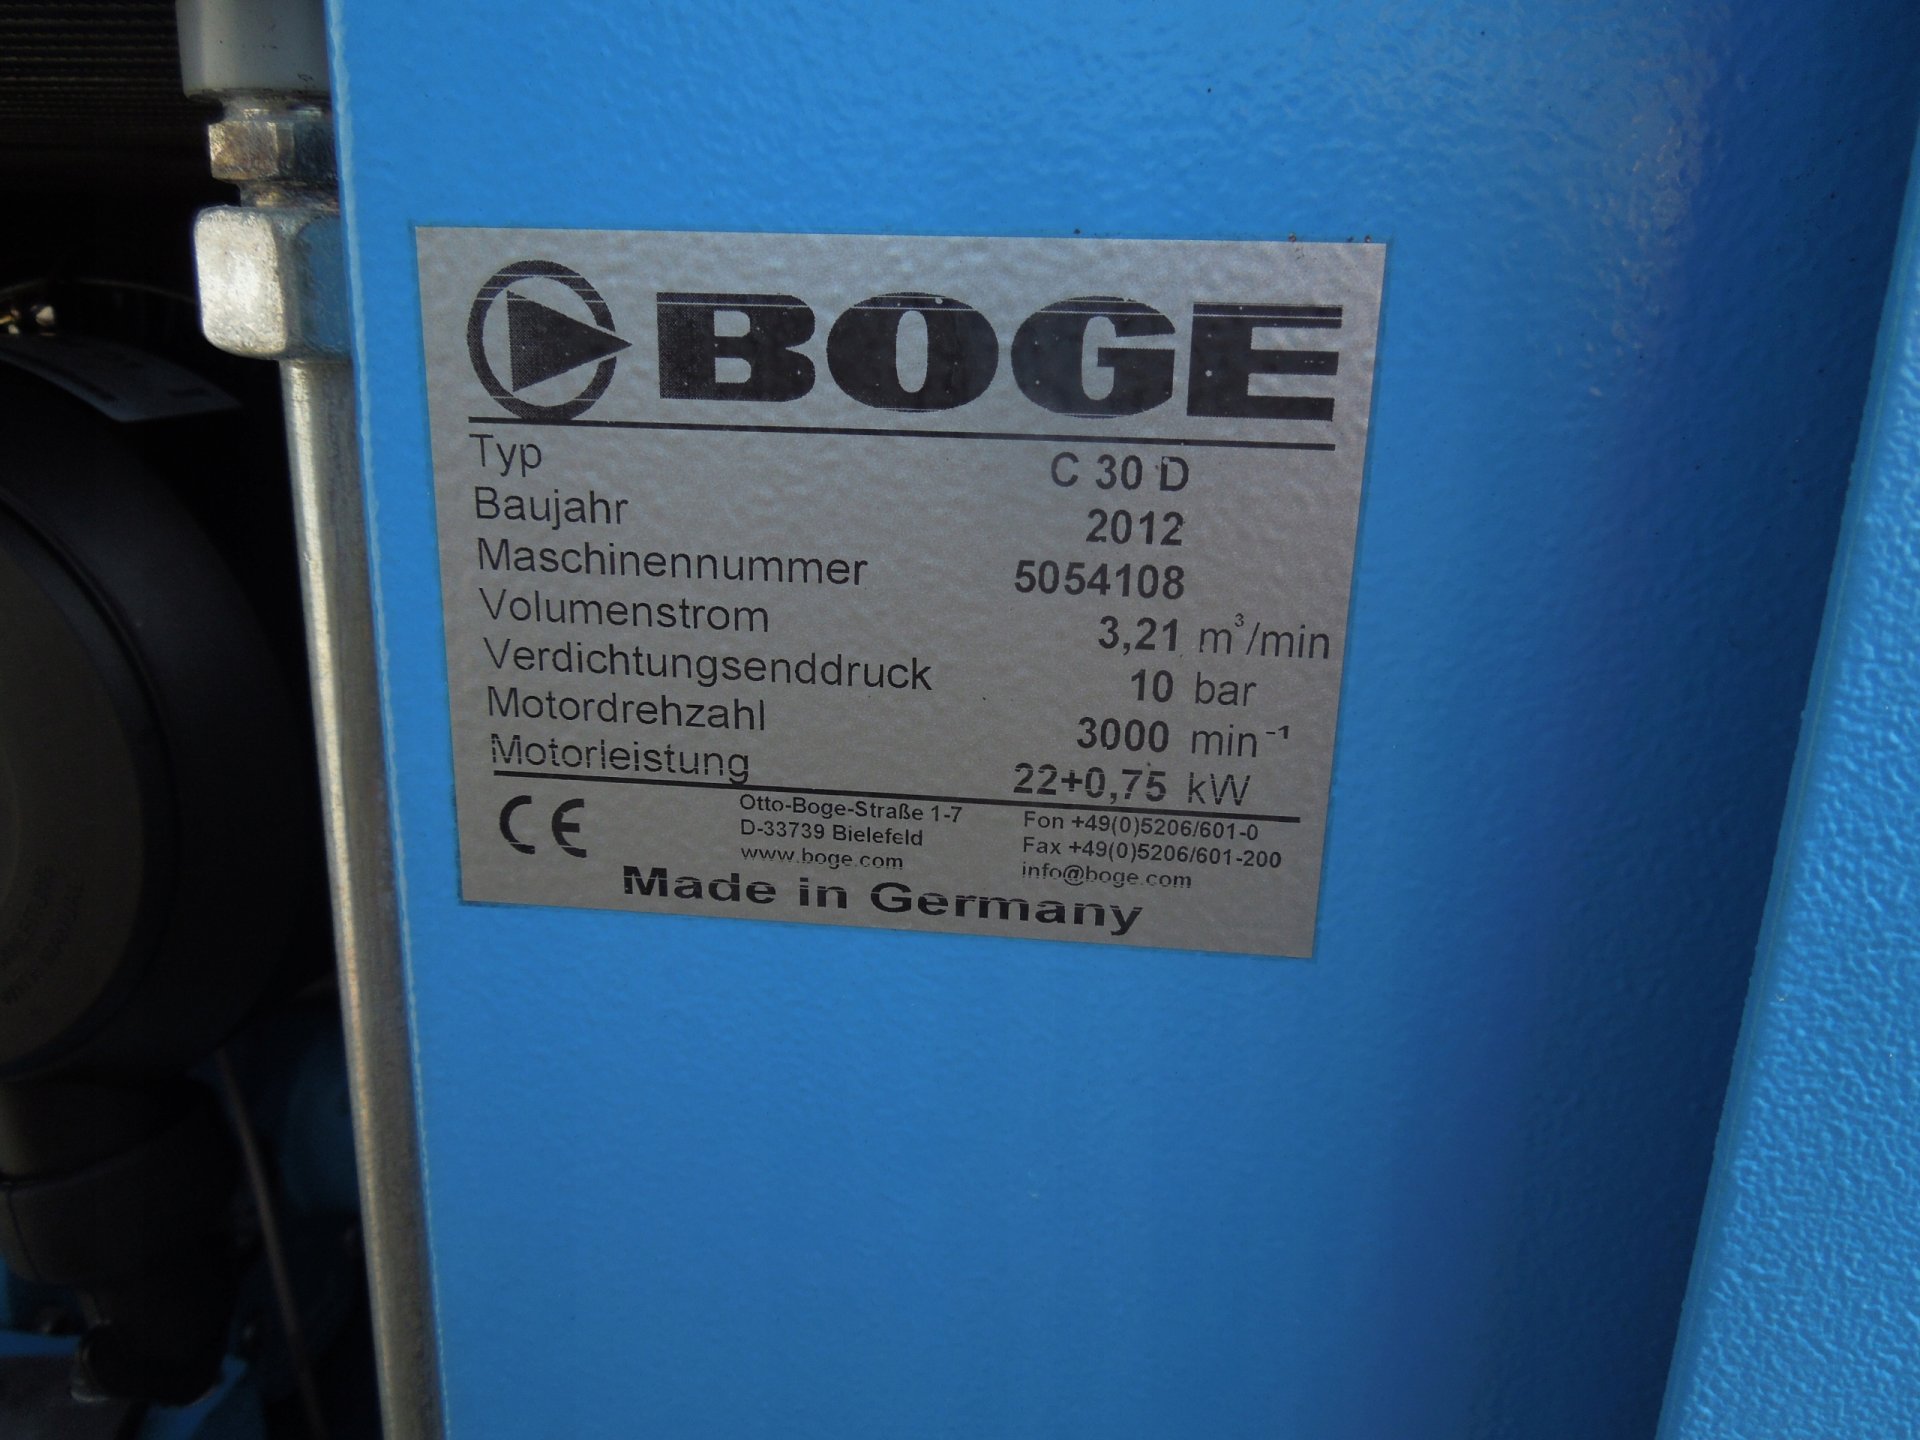 BOGE
Typ C 30 D
Baujahr 2012
Maschinennummer 5054108
Volumenstrom 3,21 m³/min
Verdichtungsenddruck 10 bar
Motordrehzahl 3000 min⁻¹
Motorleistung 22+0,75 kW
CE
Otto-Boge-Straße 1-7
D-33739 Bielefeld
www.boge.com
Fon +49(0)5206/601-0
Fax +49(0)5206/601-200
info@boge.com
Made in Germany